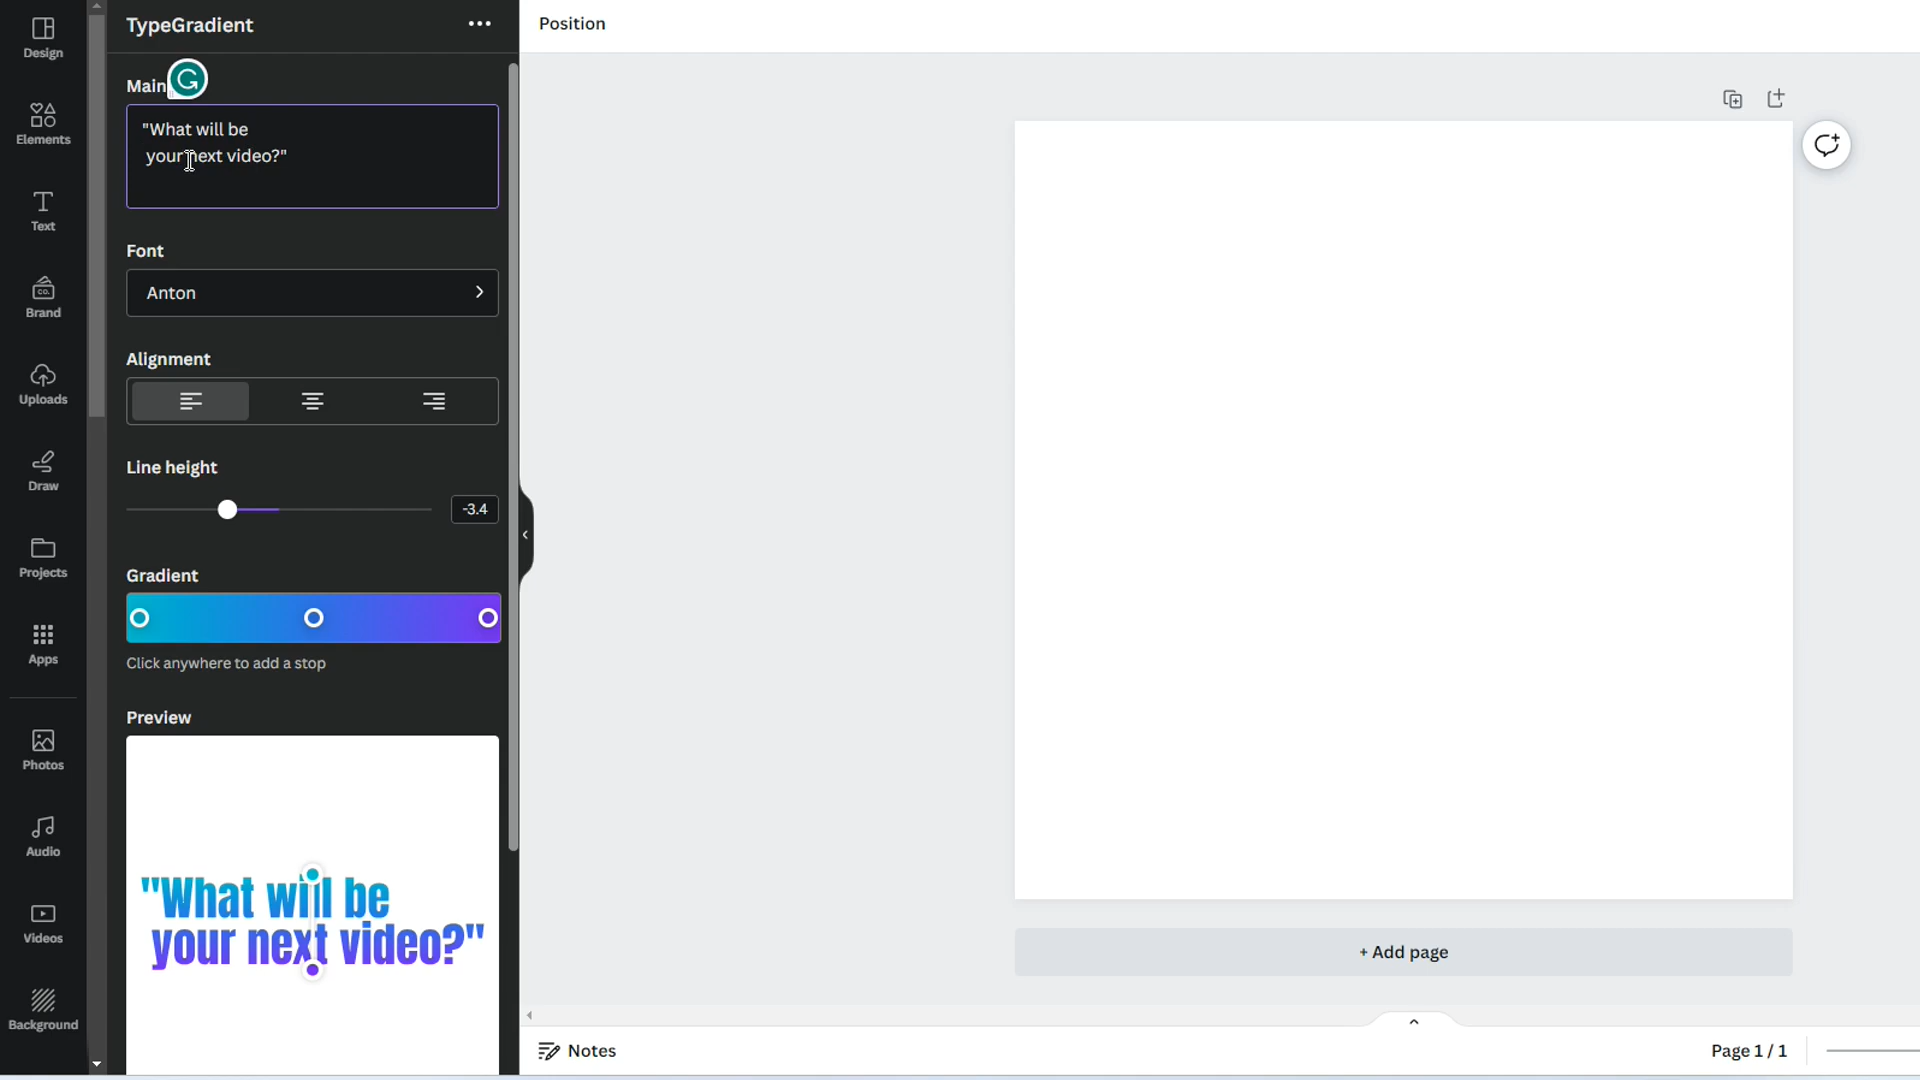 Design
Elements
Text
Brand
CO.
Uploads
Draw
Projects
Apps
Photos
Audio
Videos
Background
TypeGradient
Main
"What will be
your next video?"
Font
Anton
Alignment
Line height
-3.4
Gradient
Click anywhere to add a stop
Preview
"What will be
your next video?"
Position
+ Add page
Notes
Page 1 / 1